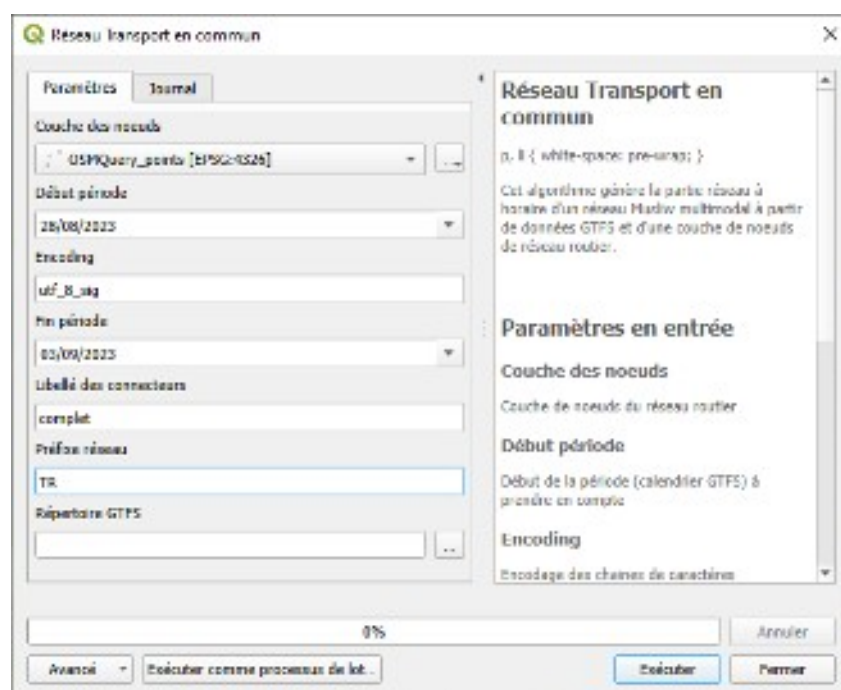 Réseau Transport en commun
Paramètres Journal
Couche des noeuds
OSMQuery_points [EPSG:4326]
...
Début période
28/08/2023
Encoding
utf_8_sig
Fin période
03/09/2023
Libellé des connecteurs
complet
Préfixe réseau
TR
Répertoire GTFS
...
Réseau Transport en
commun
p, li { white-space: pre-wrap; }
Cet algorithme génère la partie réseau à
horaire d'un réseau Musliw multimodal à partir
de données GTFS et d'une couche de noeuds
de réseau routier.
Paramètres en entrée
Couche des noeuds
Couche de noeuds du réseau routier
Début période
Début de la période (calendrier GTFS) à
prendre en compte
Encoding
Encodage des chaines de caractères
0%
Annuler
Avancé
Exécuter comme processus de lot...
Exécuter
Fermer